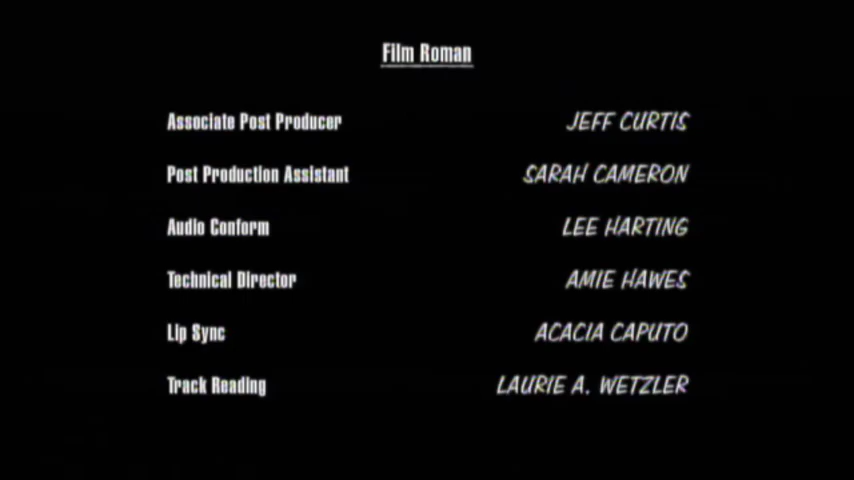 Film Roman
Associate Post Producer JEFF CURTIS
Post Production Assistant SARAH CAMERON
Audio Conform LEE HARTING
Technical Director AMIE HAWES
Lip Sync ACACIA CAPUTO
Track Reading LAURIE A. WETZLER